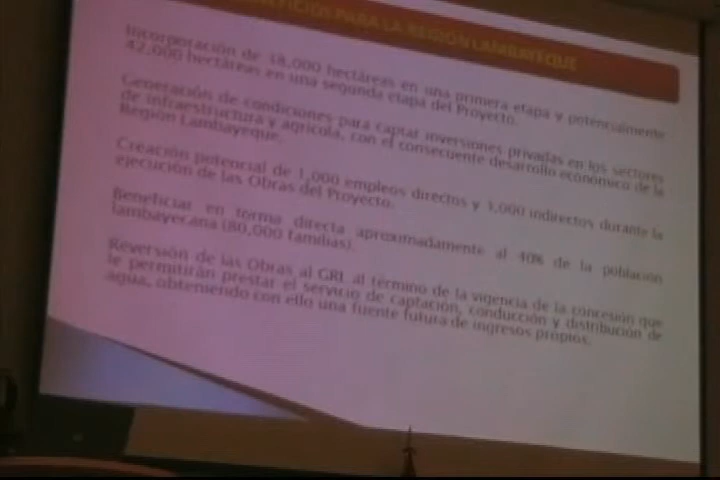 BENEFICIOS PARA LA REGIÓN LAMBAYEQUE
Incorporación de 38,000 hectáreas en una primera etapa y potencialmente
42,000 hectáreas en una segunda etapa del Proyecto.
Generación de condiciones para captar inversiones privadas en los sectores
de infraestructura y agrícola, con el consecuente desarrollo económico de la
Región Lambayeque.
Creación potencial de 1,000 empleos directos y 3,000 indirectos durante la
ejecución de las Obras del Proyecto.
Beneficiar en forma directa aproximadamente al 40% de la población
lambayecana (80,000 familias).
Reversión de las Obras al GRL al término de la vigencia de la concesión que
le permitirán prestar el servicio de captación, conducción y distribución de
agua, obteniendo con ello una fuente futura de ingresos propios.